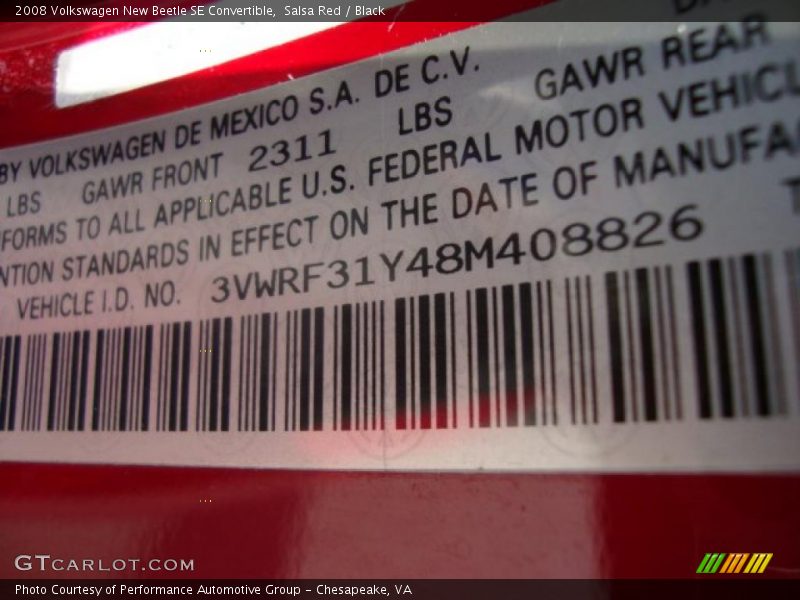 2008 Volkswagen New Beetle SE Convertible, Salsa Red / Black
BY VOLKSWAGEN DE MEXICO S.A. DE C.V.
LBS GAWR FRONT 2311 LBS GAWR REAR
FORMS TO ALL APPLICABLE U.S. FEDERAL MOTOR VEHICL
NTION STANDARDS IN EFFECT ON THE DATE OF MANUFA
VEHICLE I.D. NO. 3VWRF31Y48M408826
GTCARLOT.COM
Photo Courtesy of Performance Automotive Group - Chesapeake, VA